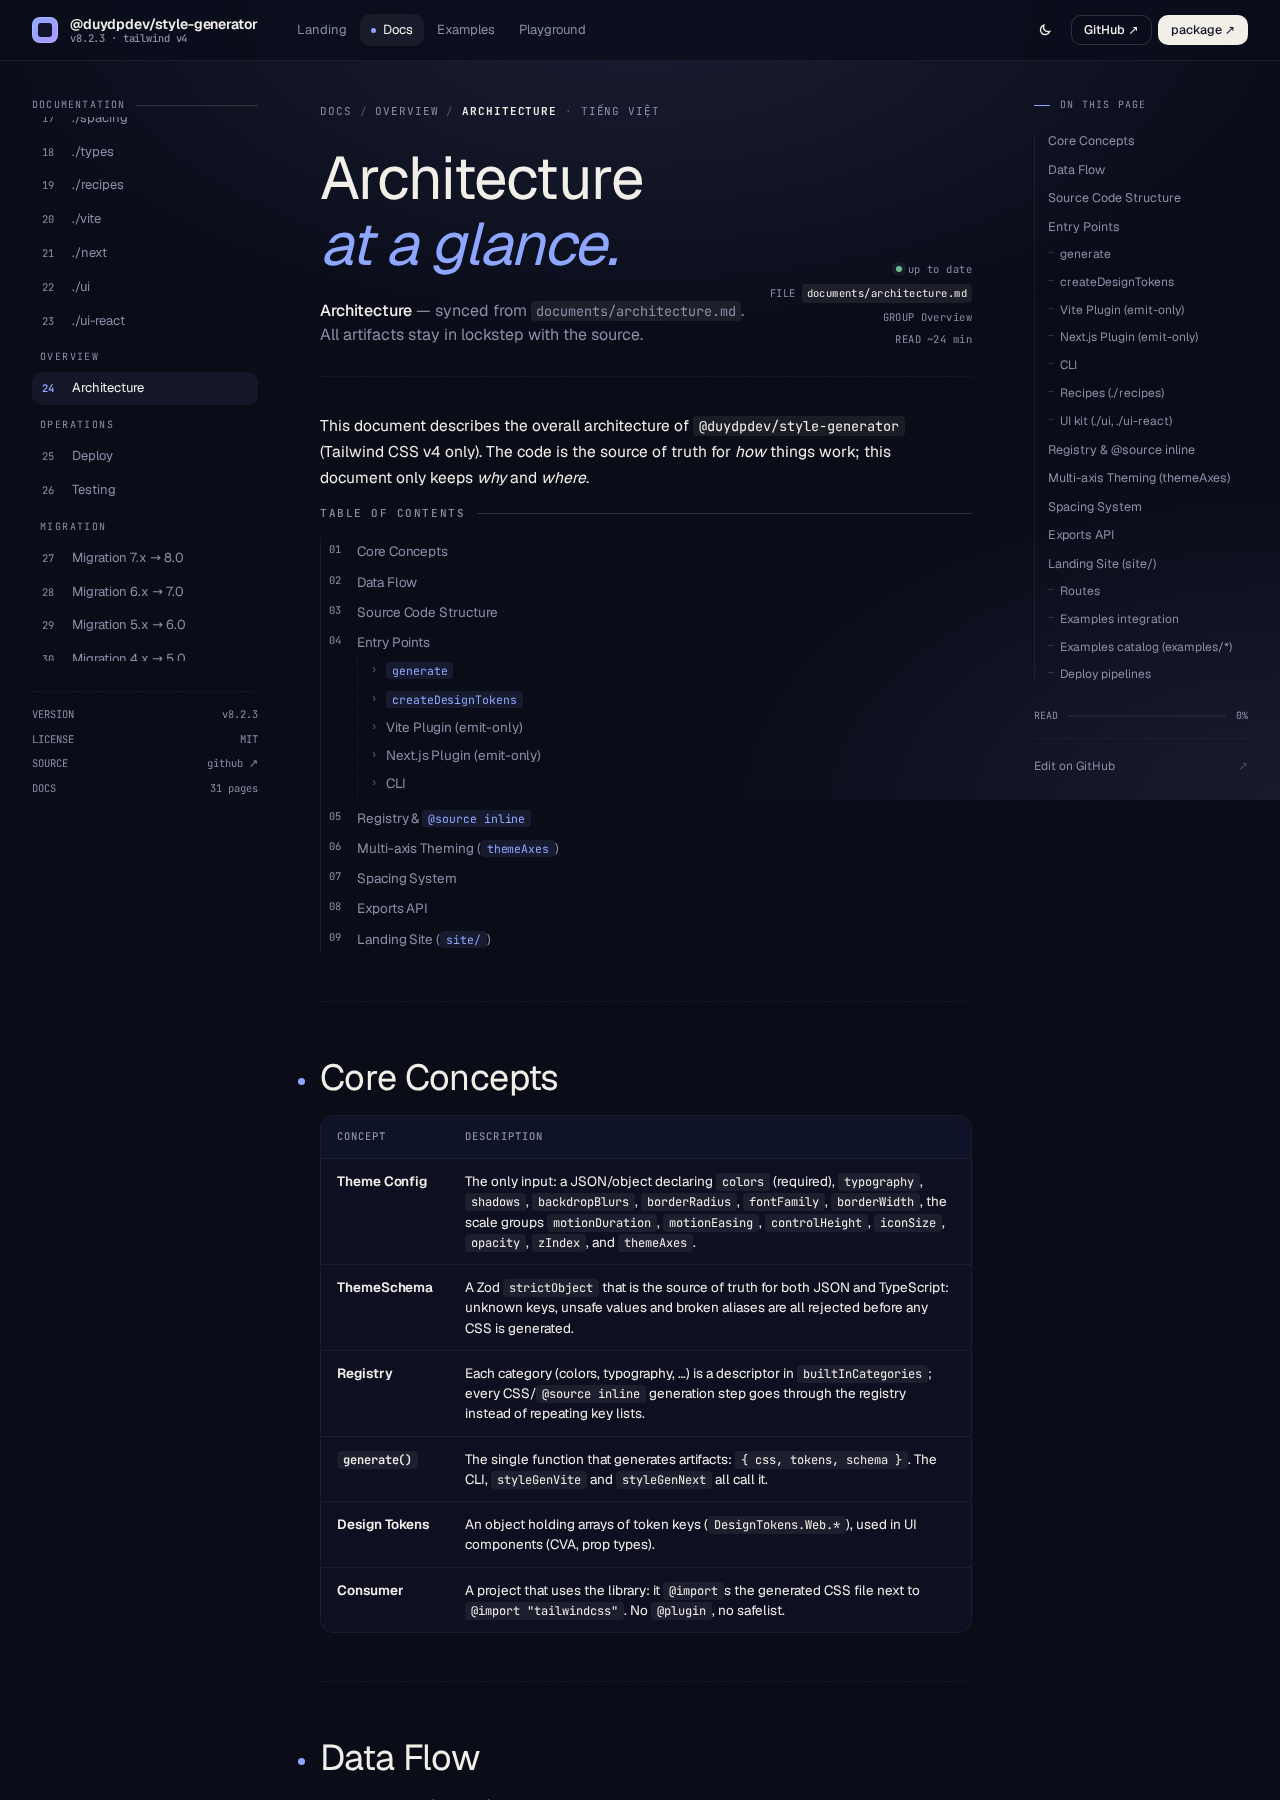 @duydpdev/style-generator
v8.2.3 · tailwind v4
Landing
Docs
Examples
Playground
GitHub ↗
package ↗
DOCUMENTATION
17 ./spacing
18 ./types
19 ./recipes
20 ./vite
21 ./next
22 ./ui
23 ./ui-react
OVERVIEW
24 Architecture
OPERATIONS
25 Deploy
26 Testing
MIGRATION
27 Migration 7.x → 8.0
28 Migration 6.x → 7.0
29 Migration 5.x → 6.0
30 Migration 4.x → 5.0
VERSION v8.2.3
LICENSE MIT
SOURCE github ↗
DOCS 31 pages
DOCS / OVERVIEW / ARCHITECTURE · TIẾNG VIỆT
Architecture
at a glance.
Architecture — synced from documents/architecture.md.
All artifacts stay in lockstep with the source.
up to date
FILE documents/architecture.md
GROUP Overview
READ ~24 min
This document describes the overall architecture of @duydpdev/style-generator
(Tailwind CSS v4 only). The code is the source of truth for how things work; this
document only keeps why and where.
TABLE OF CONTENTS
01 Core Concepts
02 Data Flow
03 Source Code Structure
04 Entry Points
› generate
› createDesignTokens
› Vite Plugin (emit-only)
› Next.js Plugin (emit-only)
› CLI
05 Registry & @source inline
06 Multi-axis Theming (themeAxes)
07 Spacing System
08 Exports API
09 Landing Site (site/)
Core Concepts
CONCEPT DESCRIPTION
Theme Config The only input: a JSON/object declaring colors (required), typography,
shadows, backdropBlurs, borderRadius, fontFamily, borderWidth, the
scale groups motionDuration, motionEasing, controlHeight, iconSize,
opacity, zIndex, and themeAxes.
ThemeSchema A Zod strictObject that is the source of truth for both JSON and TypeScript:
unknown keys, unsafe values and broken aliases are all rejected before any
CSS is generated.
Registry Each category (colors, typography, …) is a descriptor in builtInCategories;
every CSS/@source inline generation step goes through the registry
instead of repeating key lists.
generate() The single function that generates artifacts: { css, tokens, schema }. The
CLI, styleGenVite and styleGenNext all call it.
Design Tokens An object holding arrays of token keys (DesignTokens.Web.*), used in UI
components (CVA, prop types).
Consumer A project that uses the library: it @imports the generated CSS file next to
@import "tailwindcss". No @plugin, no safelist.
Data Flow
ON THIS PAGE
Core Concepts
Data Flow
Source Code Structure
Entry Points
generate
createDesignTokens
Vite Plugin (emit-only)
Next.js Plugin (emit-only)
CLI
Recipes (./recipes)
UI kit (./ui, ./ui-react)
Registry & @source inline
Multi-axis Theming (themeAxes)
Spacing System
Exports API
Landing Site (site/)
Routes
Examples integration
Examples catalog (examples/*)
Deploy pipelines
READ 0%
Edit on GitHub ↗